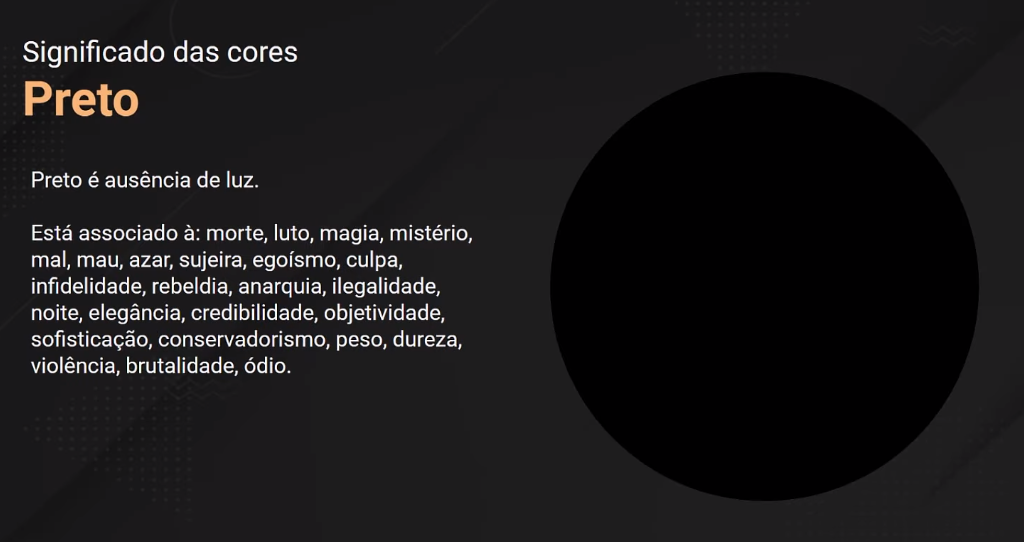 Significado das cores
Preto
Preto é ausência de luz.
Está associado à: morte, luto, magia, mistério,
mal, mau, azar, sujeira, egoísmo, culpa,
infidelidade, rebeldia, anarquia, ilegalidade,
noite, elegância, credibilidade, objetividade,
sofisticação, conservadorismo, peso, dureza,
violência, brutalidade, ódio.